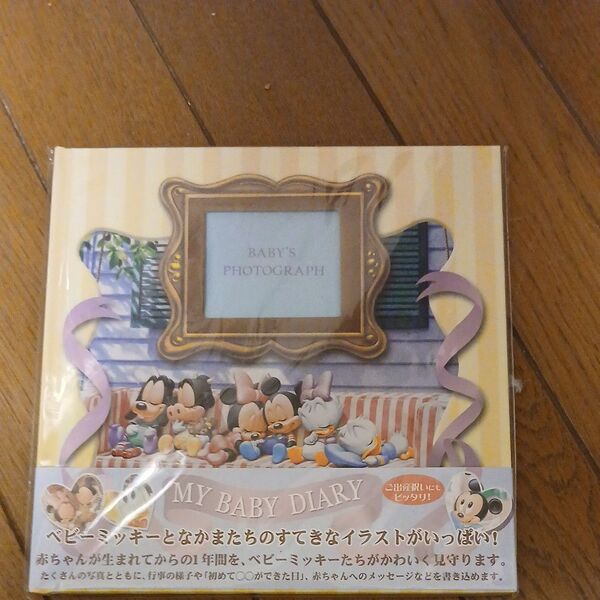 BABY'S
PHOTOGRAPH
MY BABY DIARY
ご出産祝いにも
ピッタリ!
ベビーミッキーとなかまたちのすてきなイラストがいっぱい!
赤ちゃんが生まれてからの1年間を、ベビーミッキーたちがかわいく見守ります。
たくさんの写真とともに、行事の様子や「初めて○○ができた日」、赤ちゃんへのメッセージなどを書き込めます。